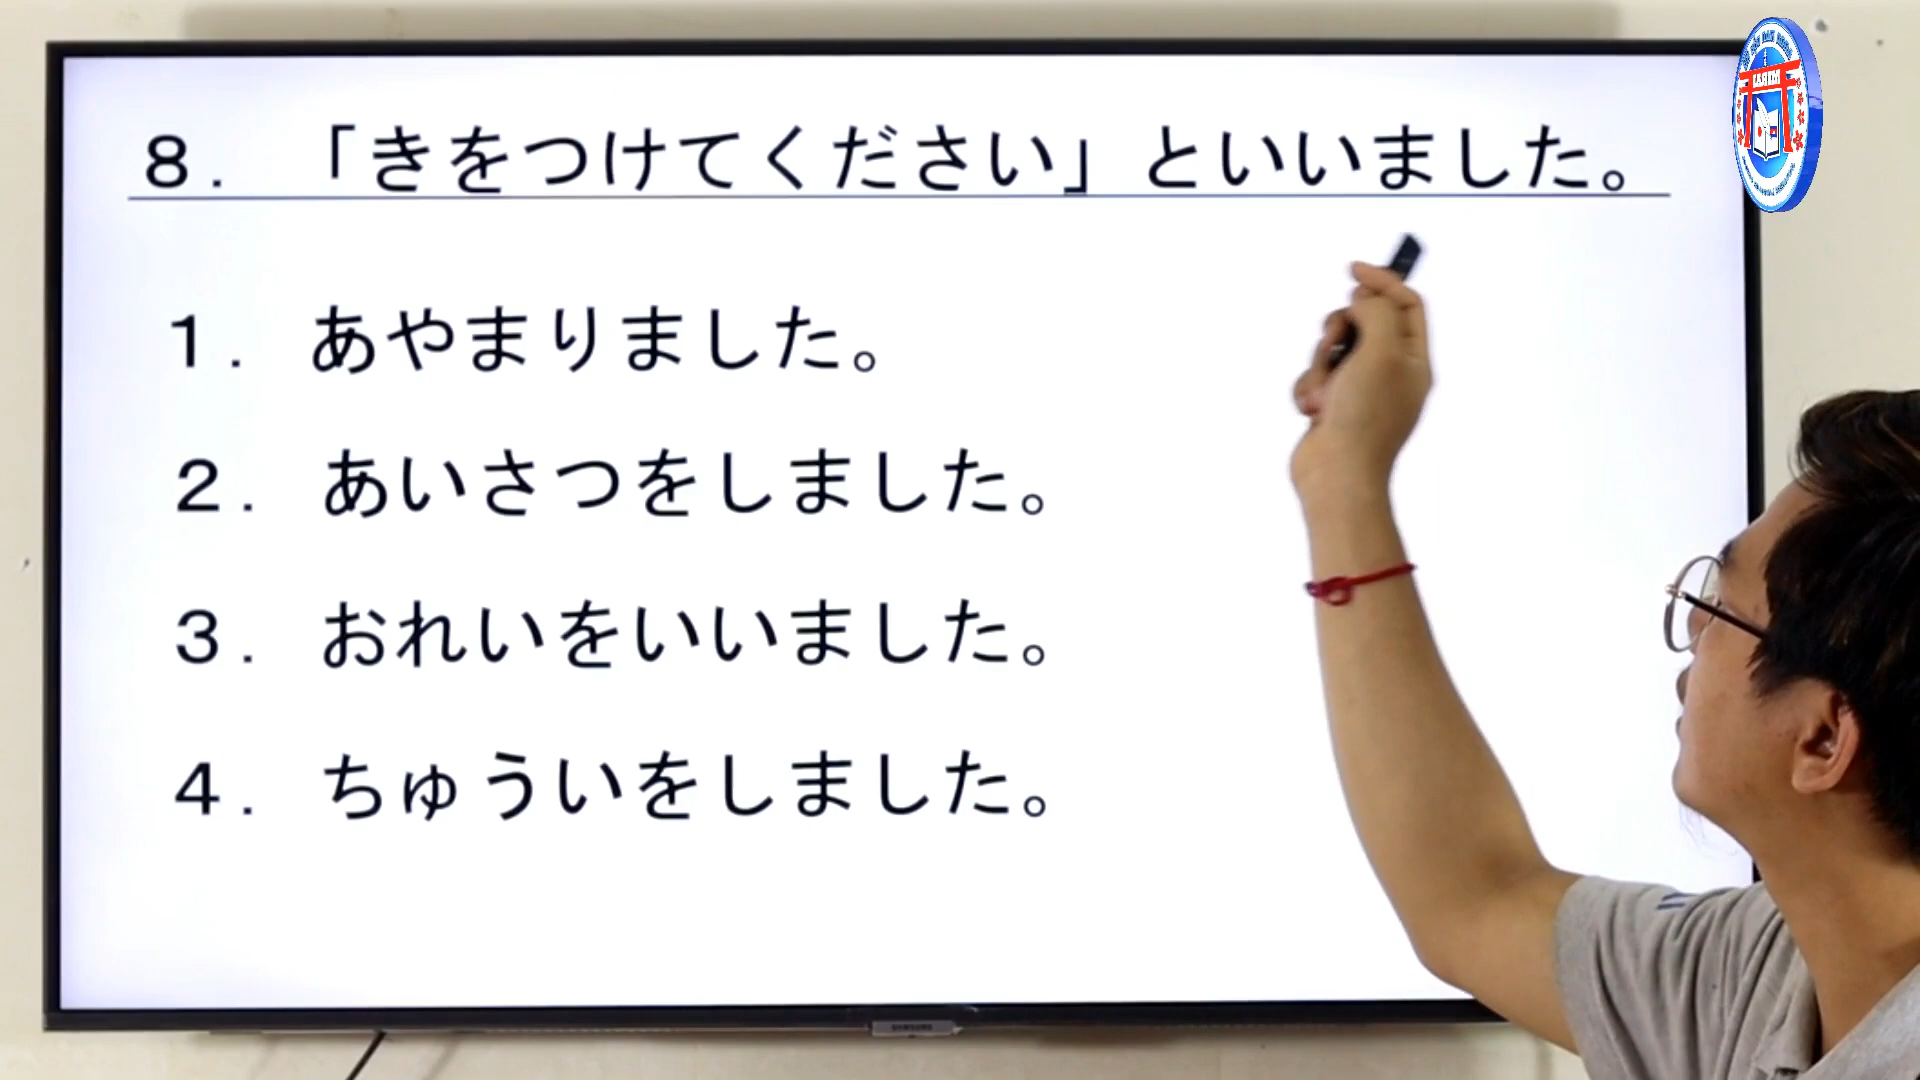 ８．「きをつけてください」といいました。
１．あやまりました。
２．あいさつをしました。
３．おれいをいいました。
４．ちゅういをしました。
SAMSUNG